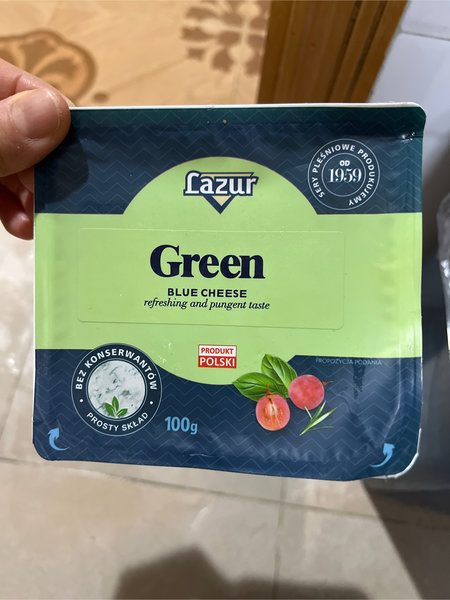 Lazur
SERY PLEŚNIOWE PRODUKUJEMY
OD
1959
Green
BLUE CHEESE
refreshing and pungent taste
PRODUKT
POLSKI
PROPOZYCJA PODANIA
BEZ KONSERWANTÓW
PROSTY SKŁAD
100g